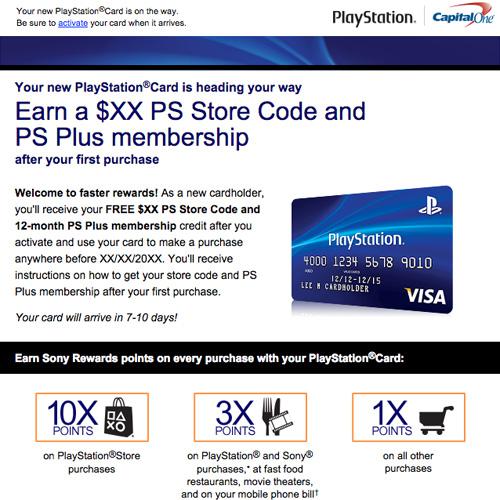 Your new PlayStation®Card is on the way.
Be sure to activate your card when it arrives.
PlayStation®
CapitalOne®
Your new PlayStation®Card is heading your way
Earn a $XX PS Store Code and
PS Plus membership
after your first purchase
Welcome to faster rewards! As a new cardholder,
you'll receive your FREE $XX PS Store Code and
12-month PS Plus membership credit after you
activate and use your card to make a purchase
anywhere before XX/XX/20XX. You'll receive
instructions on how to get your store code and PS
Plus membership after your first purchase.
Your card will arrive in 7-10 days!
PlayStation.
4000 1234 5678 9010
4000
12/12-12/15
LEE M CARDHOLDER
VISA
Earn Sony Rewards points on every purchase with your PlayStation®Card:
10X
POINTS
on PlayStation®Store
purchases
3X
POINTS
on PlayStation® and Sony®
purchases,* at fast food
restaurants, movie theaters,
and on your mobile phone bill†
1X
POINTS
on all other
purchases